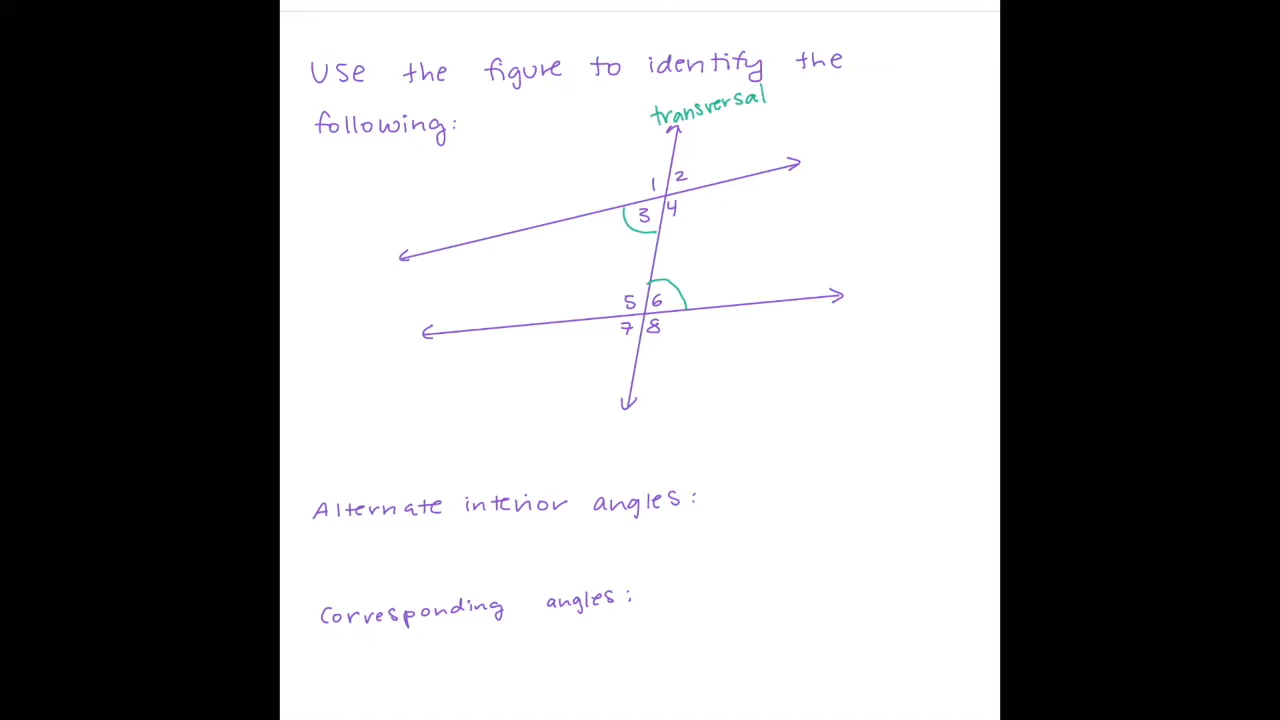 Use the figure to identify the
following:
transversal
1 2
3 4
5 6
7 8
Alternate interior angles:
Corresponding angles: